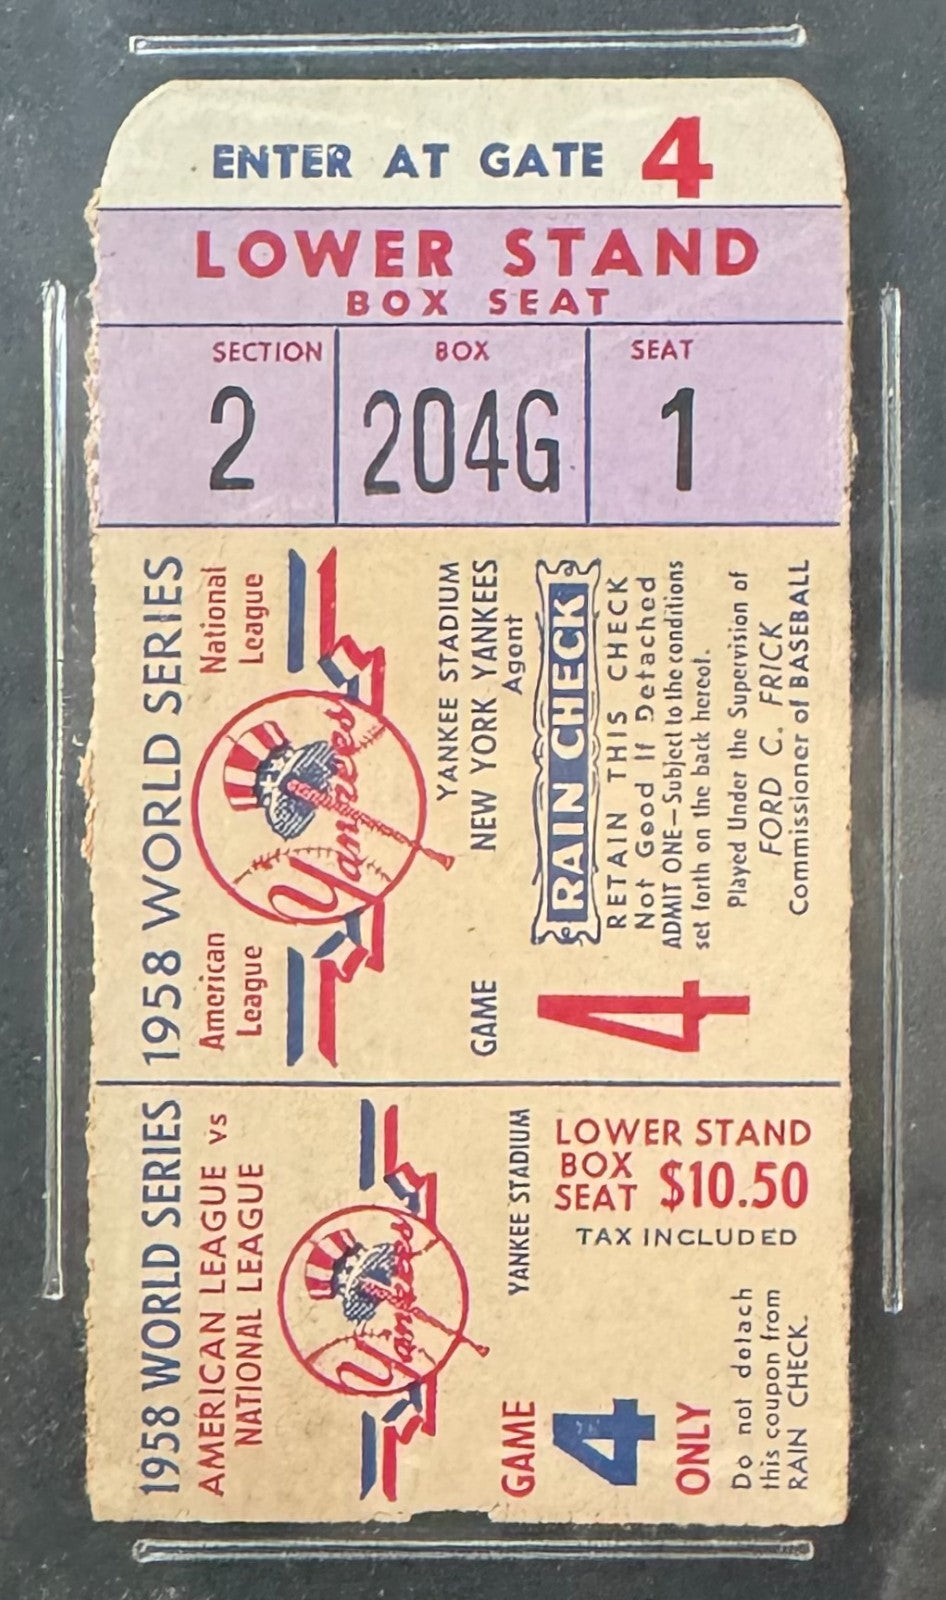 ENTER AT GATE 4
LOWER STAND
BOX SEAT
SECTION
2
BOX
204G
SEAT
1
1958 WORLD SERIES
American
League
National
League
Yankees
YANKEE STADIUM
NEW YORK YANKEES
Agent
GAME
4
RAIN CHECK
RETAIN THIS CHECK
Not Good If Detached
ADMIT ONE—Subject to the conditions
set forth on the back hereof.
Played Under the Supervision of
FORD C. FRICK
Commissioner of BASEBALL
1958 WORLD SERIES
AMERICAN LEAGUE vs
NATIONAL LEAGUE
Yankees
YANKEE STADIUM
GAME
4
ONLY
LOWER STAND
BOX
SEAT $10.50
TAX INCLUDED
Do not detach
this coupon from
RAIN CHECK.